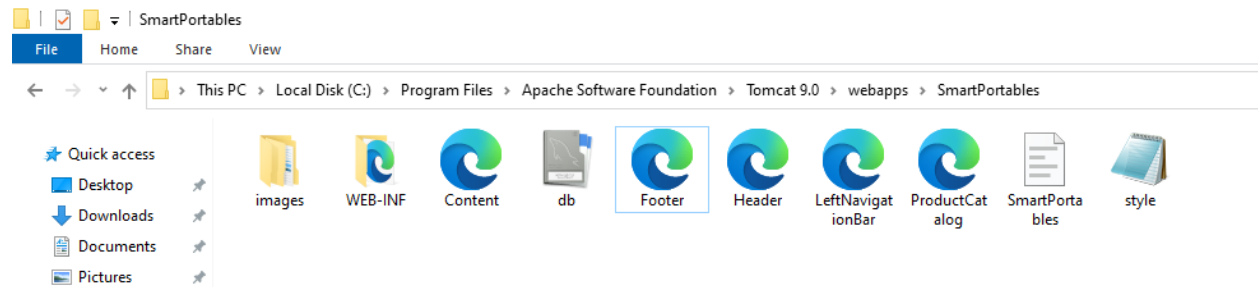 SmartPortables
File Home Share View
This PC > Local Disk (C:) > Program Files > Apache Software Foundation > Tomcat 9.0 > webapps > SmartPortables
Quick access
Desktop
Downloads
Documents
Pictures
images WEB-INF Content db Footer Header LeftNavigat ProductCat SmartPorta style
ionBar alog bles